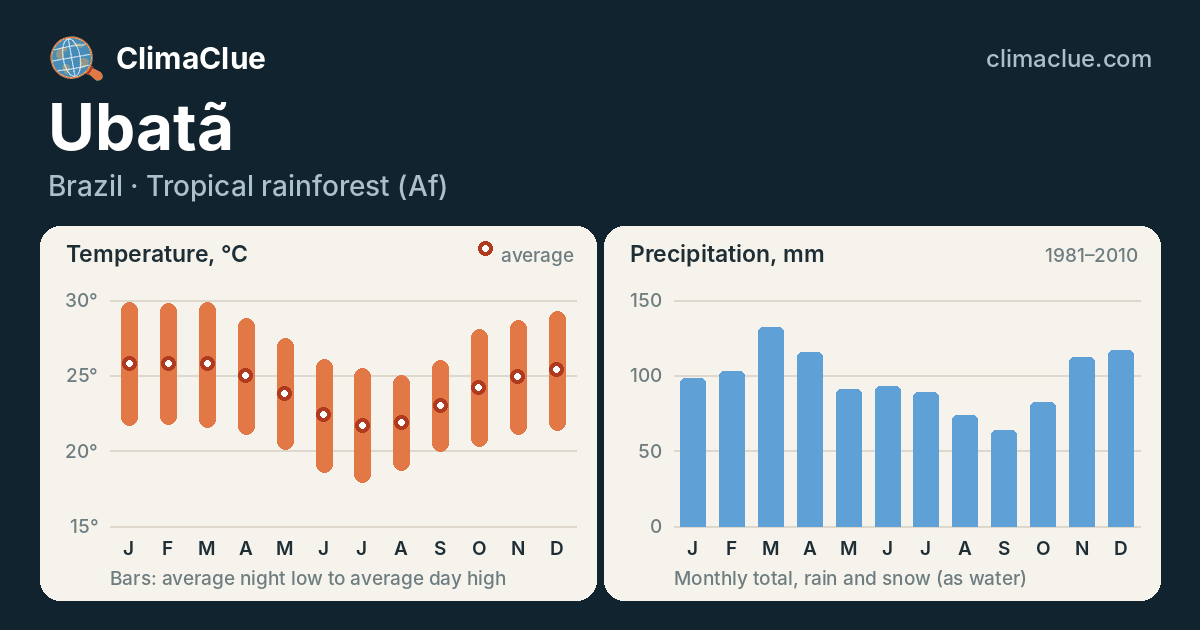 ClimaClue
climaclue.com
Ubatã
Brazil · Tropical rainforest (Af)
Temperature, °C
average
30°
25°
20°
15°
J F M A M J J A S O N D
Bars: average night low to average day high
Precipitation, mm
1981–2010
150
100
50
0
J F M A M J J A S O N D
Monthly total, rain and snow (as water)